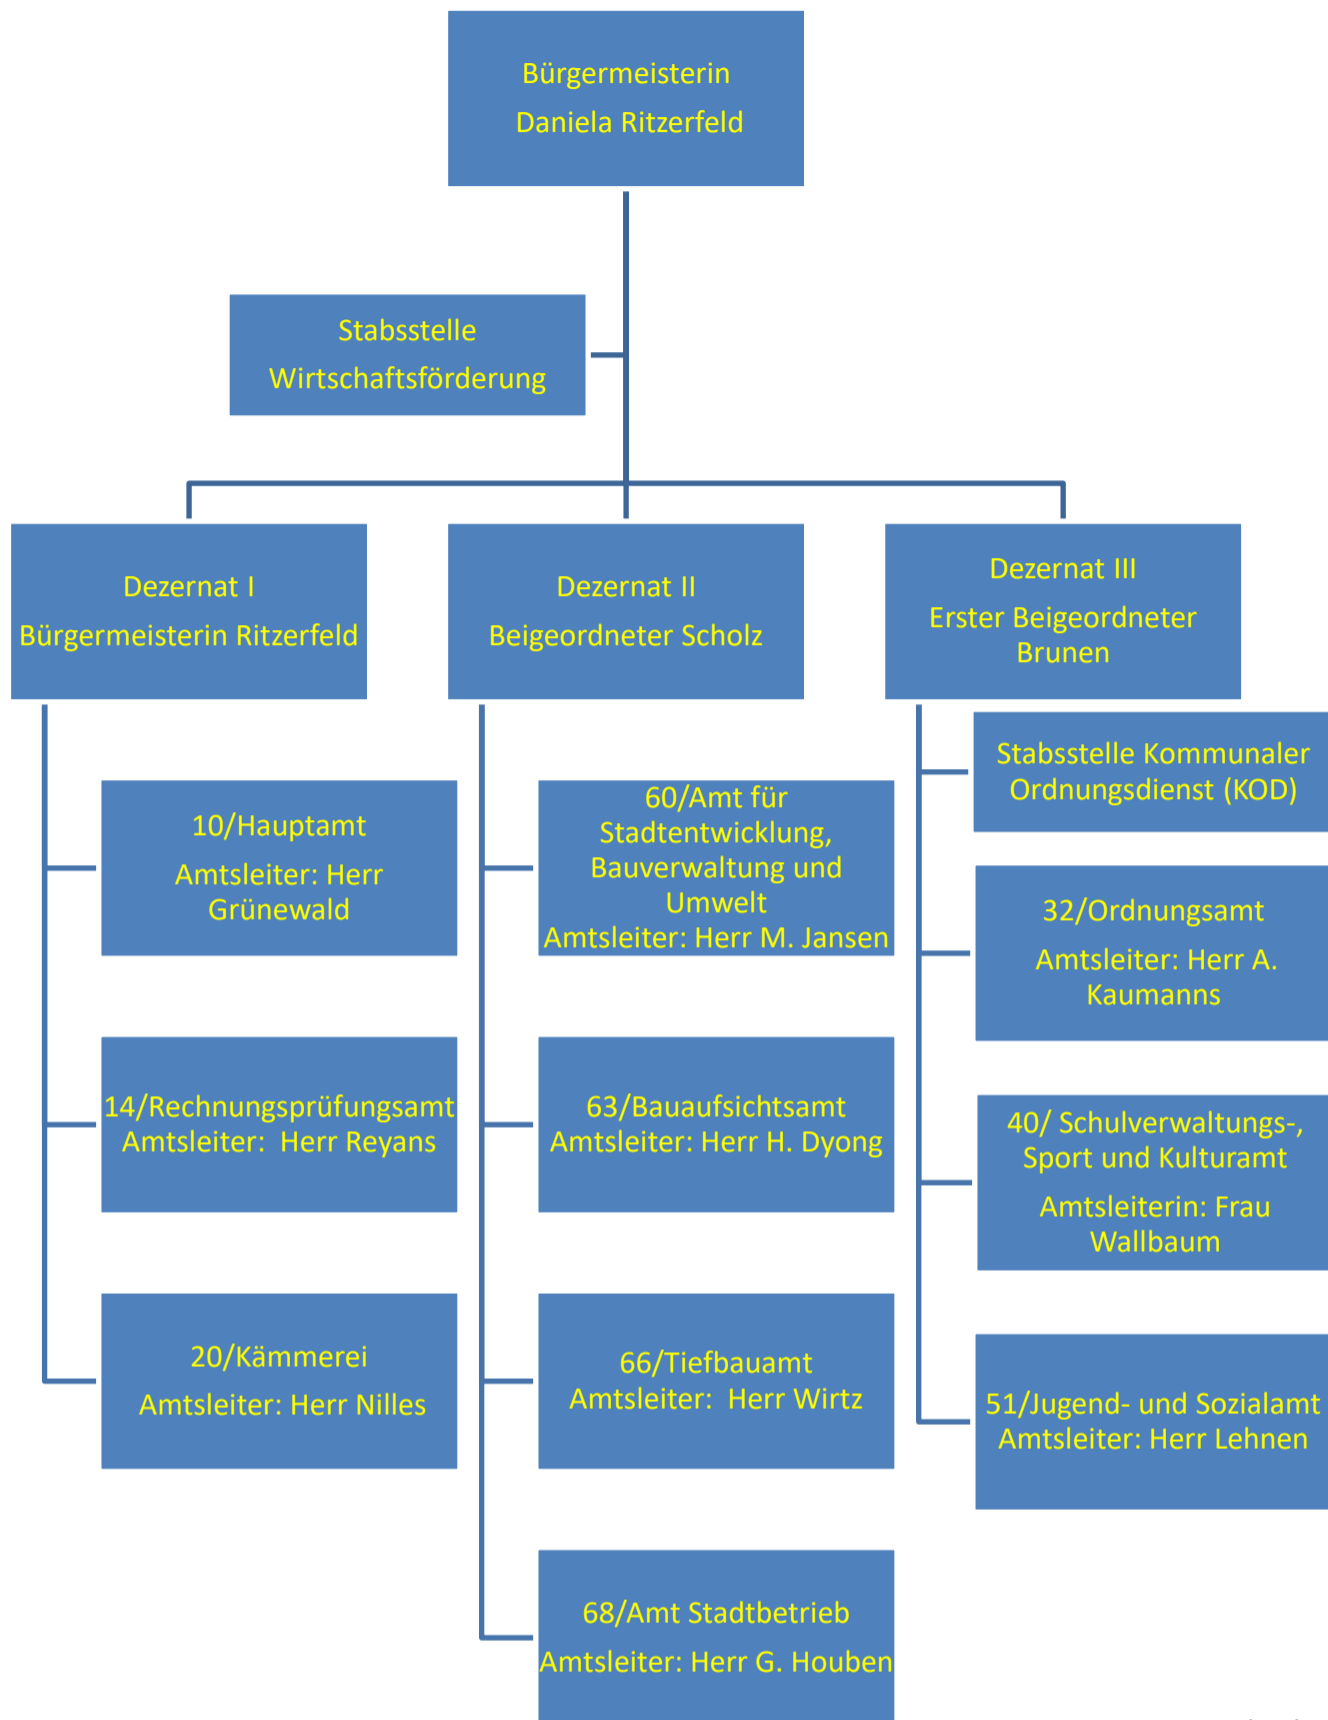 Bürgermeisterin
Daniela Ritzerfeld
Stabsstelle
Wirtschaftsförderung
Dezernat I
Bürgermeisterin Ritzerfeld
Dezernat II
Beigeordneter Scholz
Dezernat III
Erster Beigeordneter
Brunen
10/Hauptamt
Amtsleiter: Herr
Grünewald
14/Rechnungsprüfungsamt
Amtsleiter:  Herr Reyans
20/Kämmerei
Amtsleiter: Herr Nilles
60/Amt für
Stadtentwicklung,
Bauverwaltung und
Umwelt
Amtsleiter: Herr M. Jansen
63/Bauaufsichtsamt
Amtsleiter: Herr H. Dyong
66/Tiefbauamt
Amtsleiter:  Herr Wirtz
68/Amt Stadtbetrieb
Amtsleiter: Herr G. Houben
Stabsstelle Kommunaler
Ordnungsdienst (KOD)
32/Ordnungsamt
Amtsleiter: Herr A.
Kaumanns
40/ Schulverwaltungs-,
Sport und Kulturamt
Amtsleiterin: Frau
Wallbaum
51/Jugend- und Sozialamt
Amtsleiter: Herr Lehnen